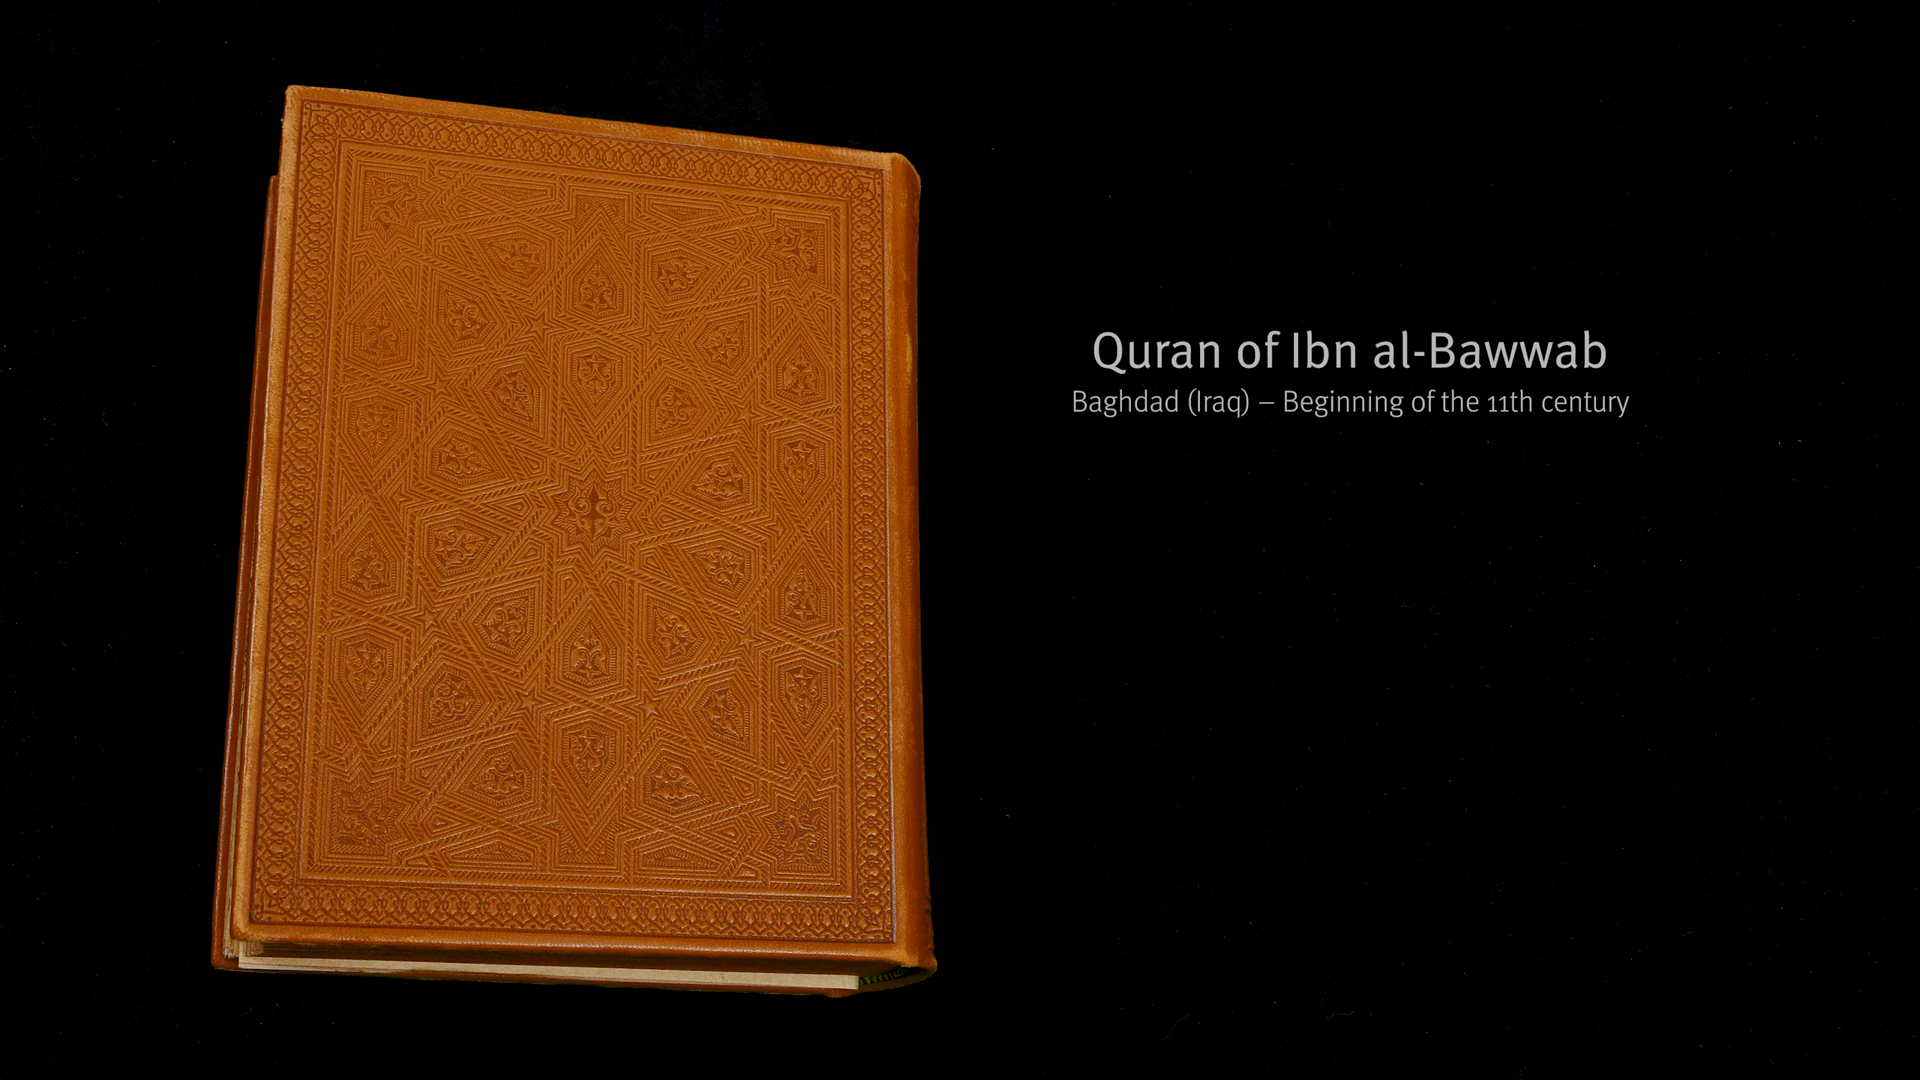 Quran of Ibn al-Bawwab
Baghdad (Iraq) – Beginning of the 11th century